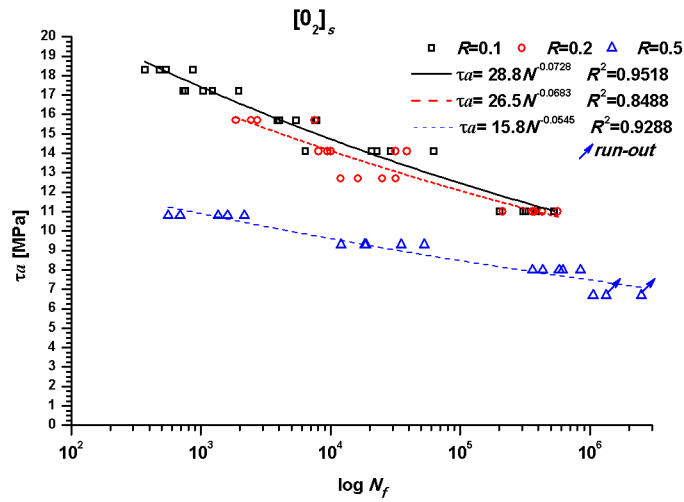 [0₂]ₛ
R=0.1 R=0.2 R=0.5
τa= 28.8N⁻⁰·⁰⁷²⁸ R²=0.9518
τa= 26.5N⁻⁰·⁰⁶⁸³ R²=0.8488
τa= 15.8N⁻⁰·⁰⁵⁴⁵ R²=0.9288
run-out
τa [MPa]
20
19
18
17
16
15
14
13
12
11
10
9
8
7
6
5
4
3
2
1
0
10² 10³ 10⁴ 10⁵ 10⁶
log N_f